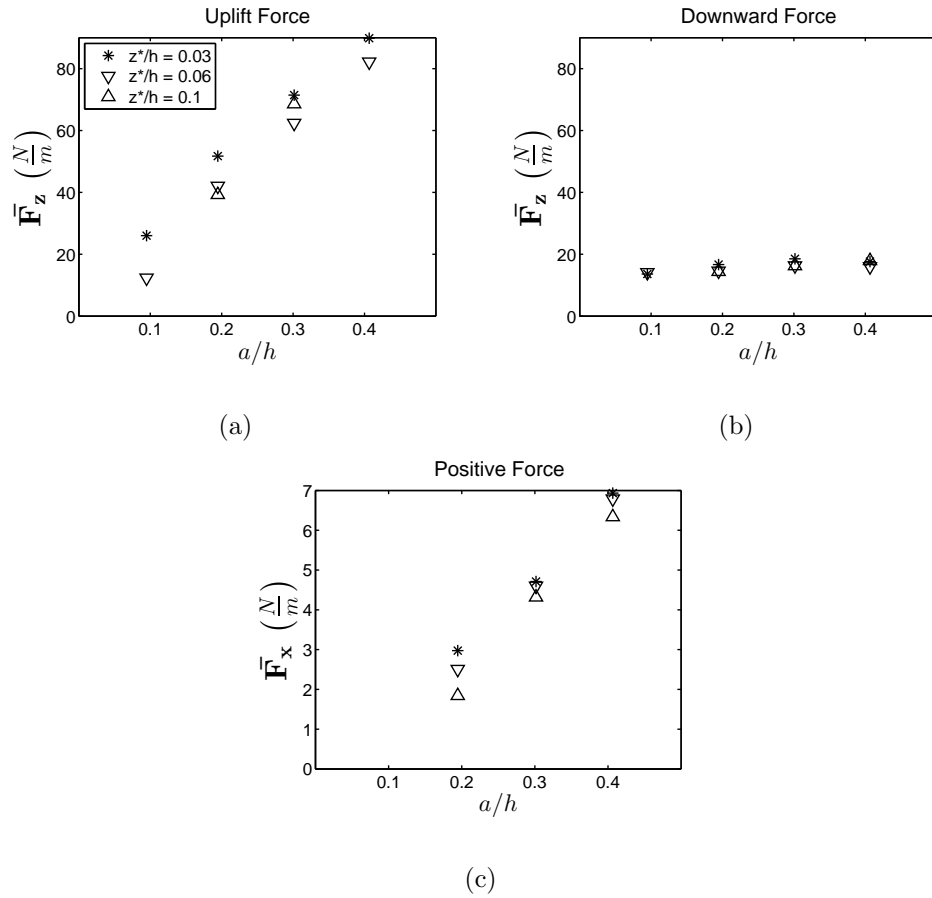 Uplift Force
z*/h = 0.03
z*/h = 0.06
z*/h = 0.1
80
60
40
20
0
0.1 0.2 0.3 0.4
F̄z (N/m)
a/h
(a)
Downward Force
80
60
40
20
0
0.1 0.2 0.3 0.4
F̄z (N/m)
a/h
(b)
Positive Force
7
6
5
4
3
2
1
0
0.1 0.2 0.3 0.4
F̄x (N/m)
a/h
(c)